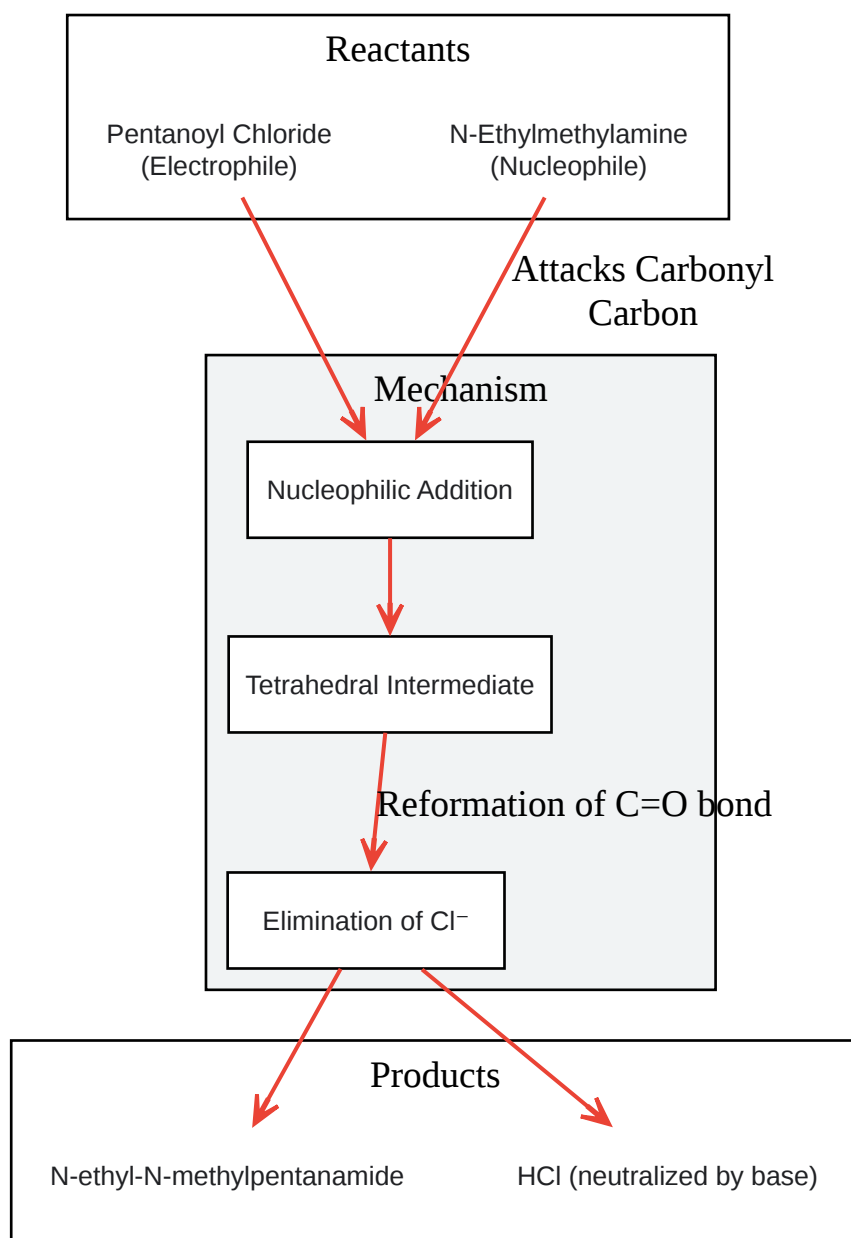 Reactants
Pentanoyl Chloride
(Electrophile)
N-Ethylmethylamine
(Nucleophile)
Attacks Carbonyl
Carbon
Mechanism
Nucleophilic Addition
Tetrahedral Intermediate
Reformation of C=O bond
Elimination of Cl⁻
Products
N-ethyl-N-methylpentanamide
HCl (neutralized by base)